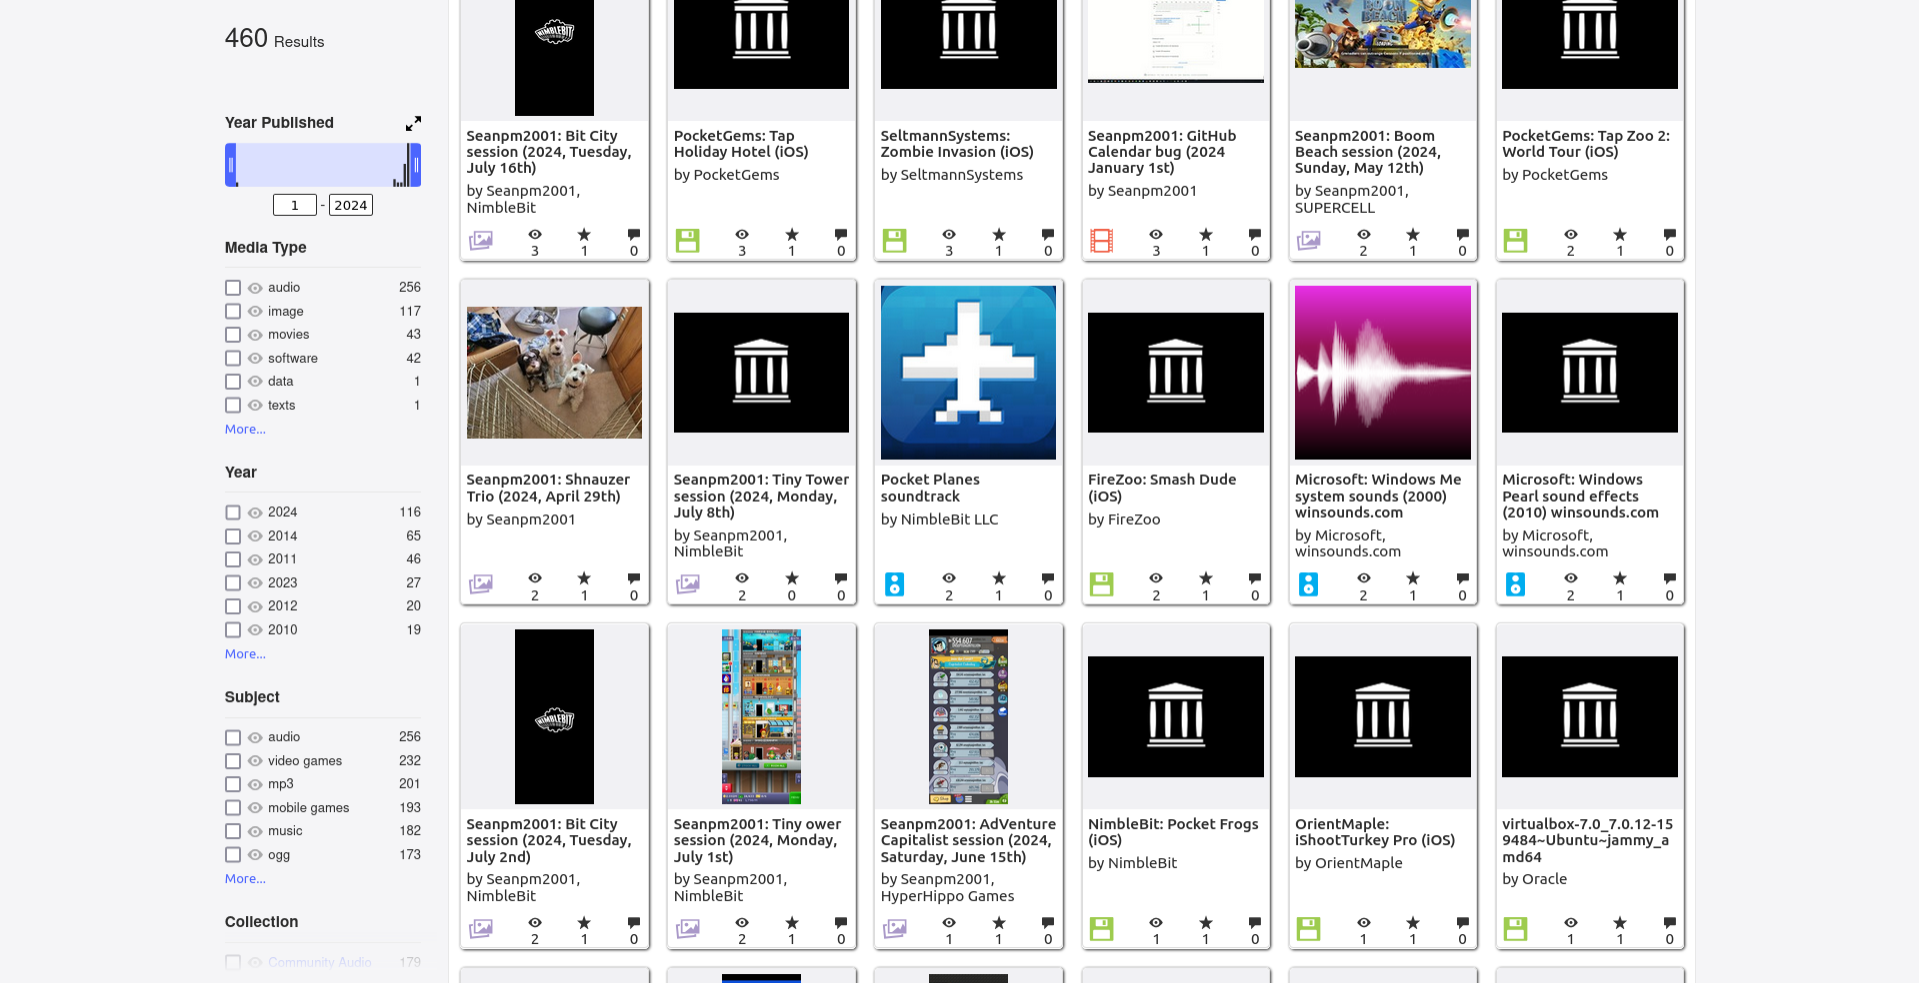 460 Results
Year Published
1 - 2024
Media Type
audio 256
image 117
movies 43
software 42
data 1
texts 1
More...
Year
2024 116
2014 65
2011 46
2023 27
2012 20
2010 19
More...
Subject
audio 256
video games 232
mp3 201
mobile games 193
music 182
ogg 173
More...
Collection
Community Audio 179
NIMBLEBIT
Seanpm2001: Bit City
session (2024, Tuesday,
July 16th)
by Seanpm2001,
NimbleBit
3 1 0
PocketGems: Tap
Holiday Hotel (iOS)
by PocketGems
3 1 0
SeltmannSystems:
Zombie Invasion (iOS)
by SeltmannSystems
3 1 0
Seanpm2001: GitHub
Calendar bug (2024
January 1st)
by Seanpm2001
3 1 0
BOOM
BEACH
LOADING
Seanpm2001: Boom
Beach session (2024,
Sunday, May 12th)
by Seanpm2001,
SUPERCELL
2 1 0
PocketGems: Tap Zoo 2:
World Tour (iOS)
by PocketGems
2 1 0
Seanpm2001: Shnauzer
Trio (2024, April 29th)
by Seanpm2001
2 1 0
Seanpm2001: Tiny Tower
session (2024, Monday,
July 8th)
by Seanpm2001,
NimbleBit
2 0 0
Pocket Planes
soundtrack
by NimbleBit LLC
2 1 0
FireZoo: Smash Dude
(iOS)
by FireZoo
2 1 0
Microsoft: Windows Me
system sounds (2000)
winsounds.com
by Microsoft,
winsounds.com
2 1 0
Microsoft: Windows
Pearl sound effects
(2010) winsounds.com
by Microsoft,
winsounds.com
2 1 0
NIMBLEBIT
Seanpm2001: Bit City
session (2024, Tuesday,
July 2nd)
by Seanpm2001,
NimbleBit
2 1 0
Seanpm2001: Tiny ower
session (2024, Monday,
July 1st)
by Seanpm2001,
NimbleBit
2 1 0
+554.607
Seanpm2001: AdVenture
Capitalist session (2024,
Saturday, June 15th)
by Seanpm2001,
HyperHippo Games
1 1 0
NimbleBit: Pocket Frogs
(iOS)
by NimbleBit
1 1 0
OrientMaple:
iShootTurkey Pro (iOS)
by OrientMaple
1 1 0
virtualbox-7.0_7.0.12-15
9484~Ubuntu~jammy_a
md64
by Oracle
1 1 0